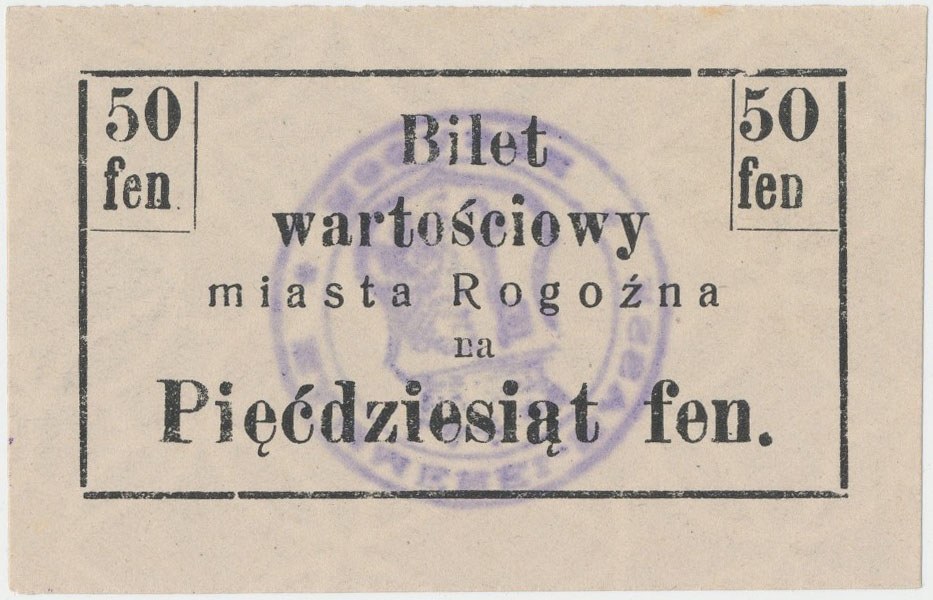 50
fen
50
fen
Bilet
wartościowy
miasta Rogoźna
na
Pięćdziesiąt fen.